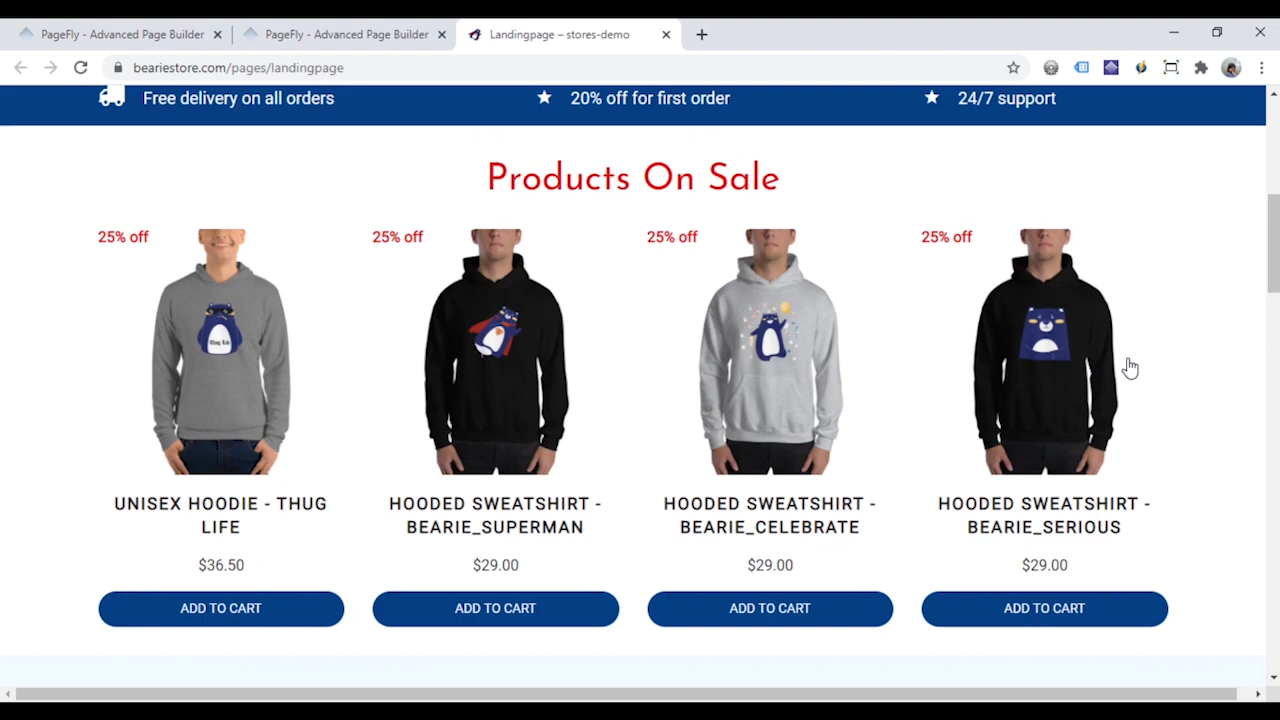 PageFly - Advanced Page Builder
PageFly - Advanced Page Builder
Landingpage – stores-demo
beariestore.com/pages/landingpage
Free delivery on all orders
20% off for first order
24/7 support
Products On Sale
25% off
25% off
25% off
25% off
UNISEX HOODIE - THUG
LIFE
$36.50
ADD TO CART
HOODED SWEATSHIRT -
BEARIE_SUPERMAN
$29.00
ADD TO CART
HOODED SWEATSHIRT -
BEARIE_CELEBRATE
$29.00
ADD TO CART
HOODED SWEATSHIRT -
BEARIE_SERIOUS
$29.00
ADD TO CART